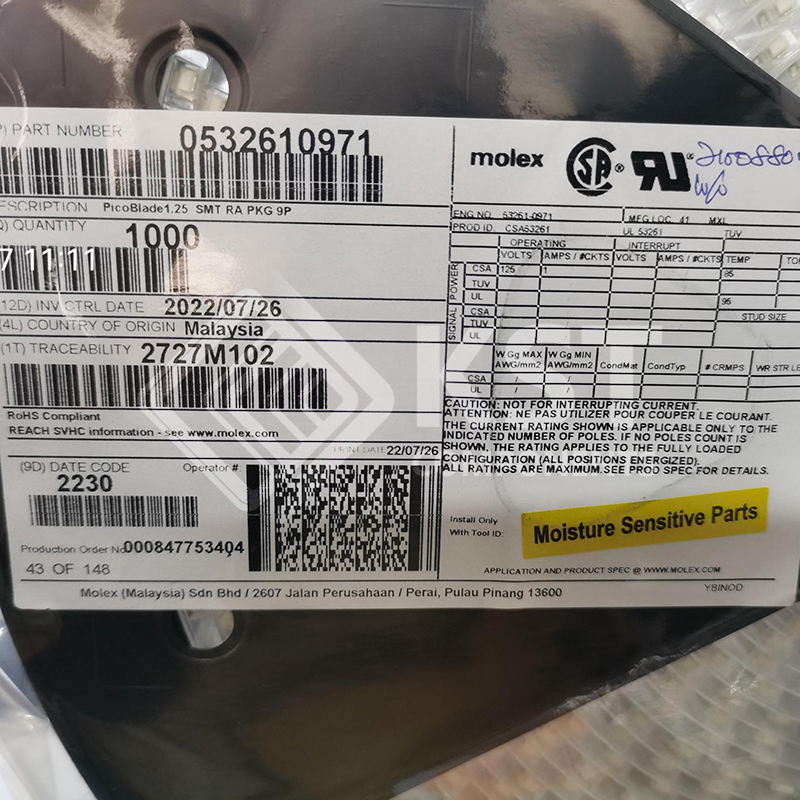 P) PART NUMBER 0532610971
ESCRIPTION PicoBlade1.25 SMT RA PKG 9P
Q) QUANTITY 1000
7 11:11
(12D) INV CTRL DATE 2022/07/26
(4L) COUNTRY OF ORIGIN Malaysia
(1T) TRACEABILITY 2727M102
RoHS Compliant
REACH SVHC information - see www.molex.com
PRINT DATE 22/07/26
(9D) DATE CODE Operator #:
2230
Production Order No 000847753404
43 OF 148
molex SA ® RU ®
ENG NO. 53261-0971 MFG LOC. 41 MXL
PROD ID. CSA53261 UL 53261 TUV
OPERATING INTERRUPT
VOLTS AMPS / #CKTS VOLTS AMPS / #CKTS TEMP
POWER
CSA 125 1 85
TUV
UL 95
SIGNAL
CSA STUD SIZE
TUV
UL
W Gg MAX AWG/mm2 W Gg MIN AWG/mm2 CondMat CondTyp # CRMPS WR STR LE
CSA / /
UL / /
CAUTION: NOT FOR INTERRUPTING CURRENT.
ATTENTION: NE PAS UTILIZER POUR COUPER LE COURANT.
THE CURRENT RATING SHOWN IS APPLICABLE ONLY TO THE
INDICATED NUMBER OF POLES. IF NO POLES COUNT IS
SHOWN, THE RATING APPLIES TO THE FULLY LOADED
CONFIGURATION (ALL POSITIONS ENERGIZED).
ALL RATINGS ARE MAXIMUM.SEE PROD SPEC.FOR DETAILS.
Install Only
With Tool ID:
Moisture Sensitive Parts
APPLICATION AND PRODUCT SPEC @ WWW.MOLEX.COM
Molex (Malaysia) Sdn Bhd / 2607 Jalan Perusahaan / Perai, Pulau Pinang 13600 YBINOD
KST